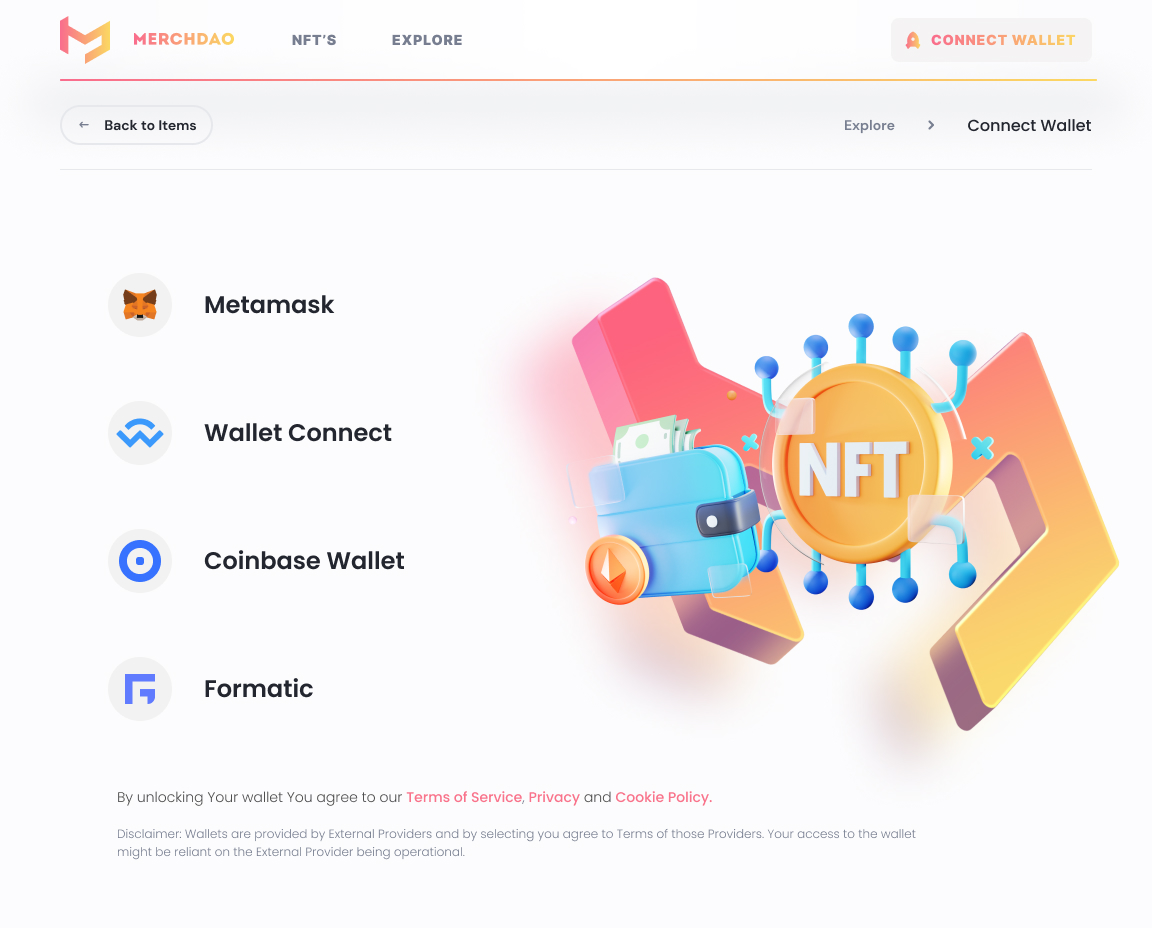 MERCHDAO NFT'S EXPLORE CONNECT WALLET
Back to Items Explore Connect Wallet
Metamask
Wallet Connect
Coinbase Wallet
Formatic
NFT
By unlocking Your wallet You agree to our Terms of Service, Privacy and Cookie Policy.
Disclaimer: Wallets are provided by External Providers and by selecting you agree to Terms of those Providers. Your access to the wallet
might be reliant on the External Provider being operational.